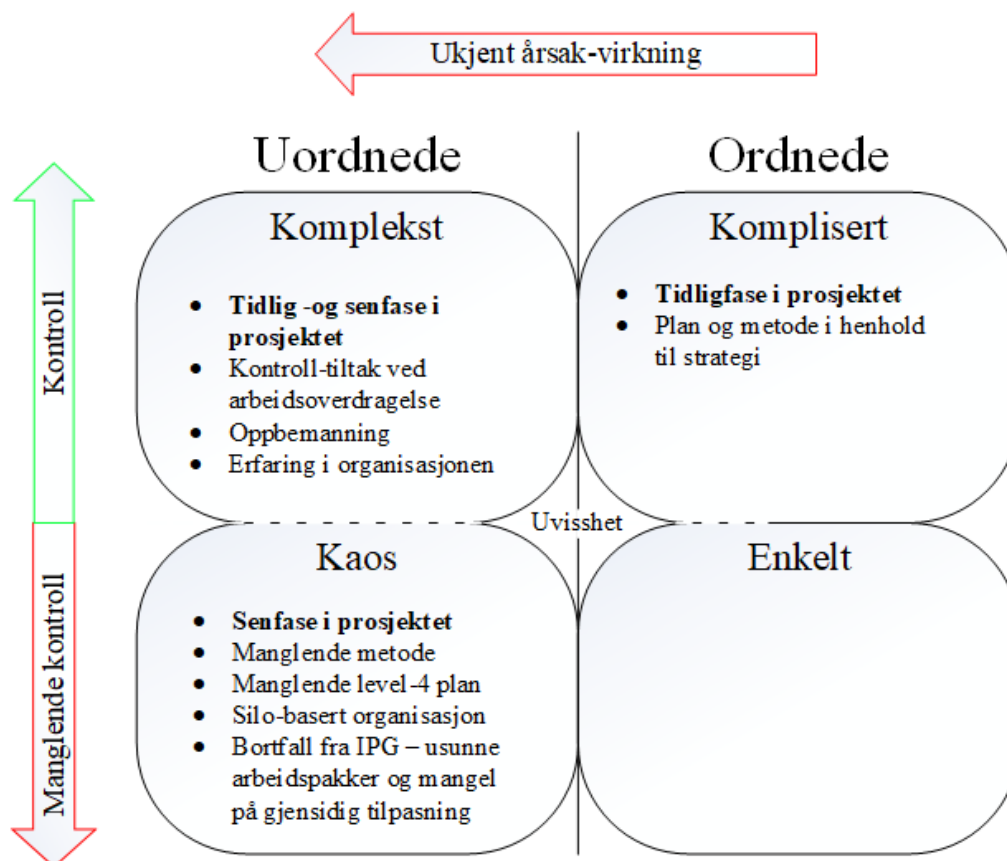 Ukjent årsak-virkning
Uordnede
Ordnede
Kontroll
Manglende kontroll
Komplekst
• Tidlig -og senfase i
prosjektet
• Kontroll-tiltak ved
arbeidsoverdragelse
• Oppbemanning
• Erfaring i organisasjonen
Komplisert
• Tidligfase i prosjektet
• Plan og metode i henhold
til strategi
Uvisshet
Kaos
• Senfase i prosjektet
• Manglende metode
• Manglende level-4 plan
• Silo-basert organisasjon
• Bortfall fra IPG – usunne
arbeidspakker og mangel
på gjensidig tilpasning
Enkelt